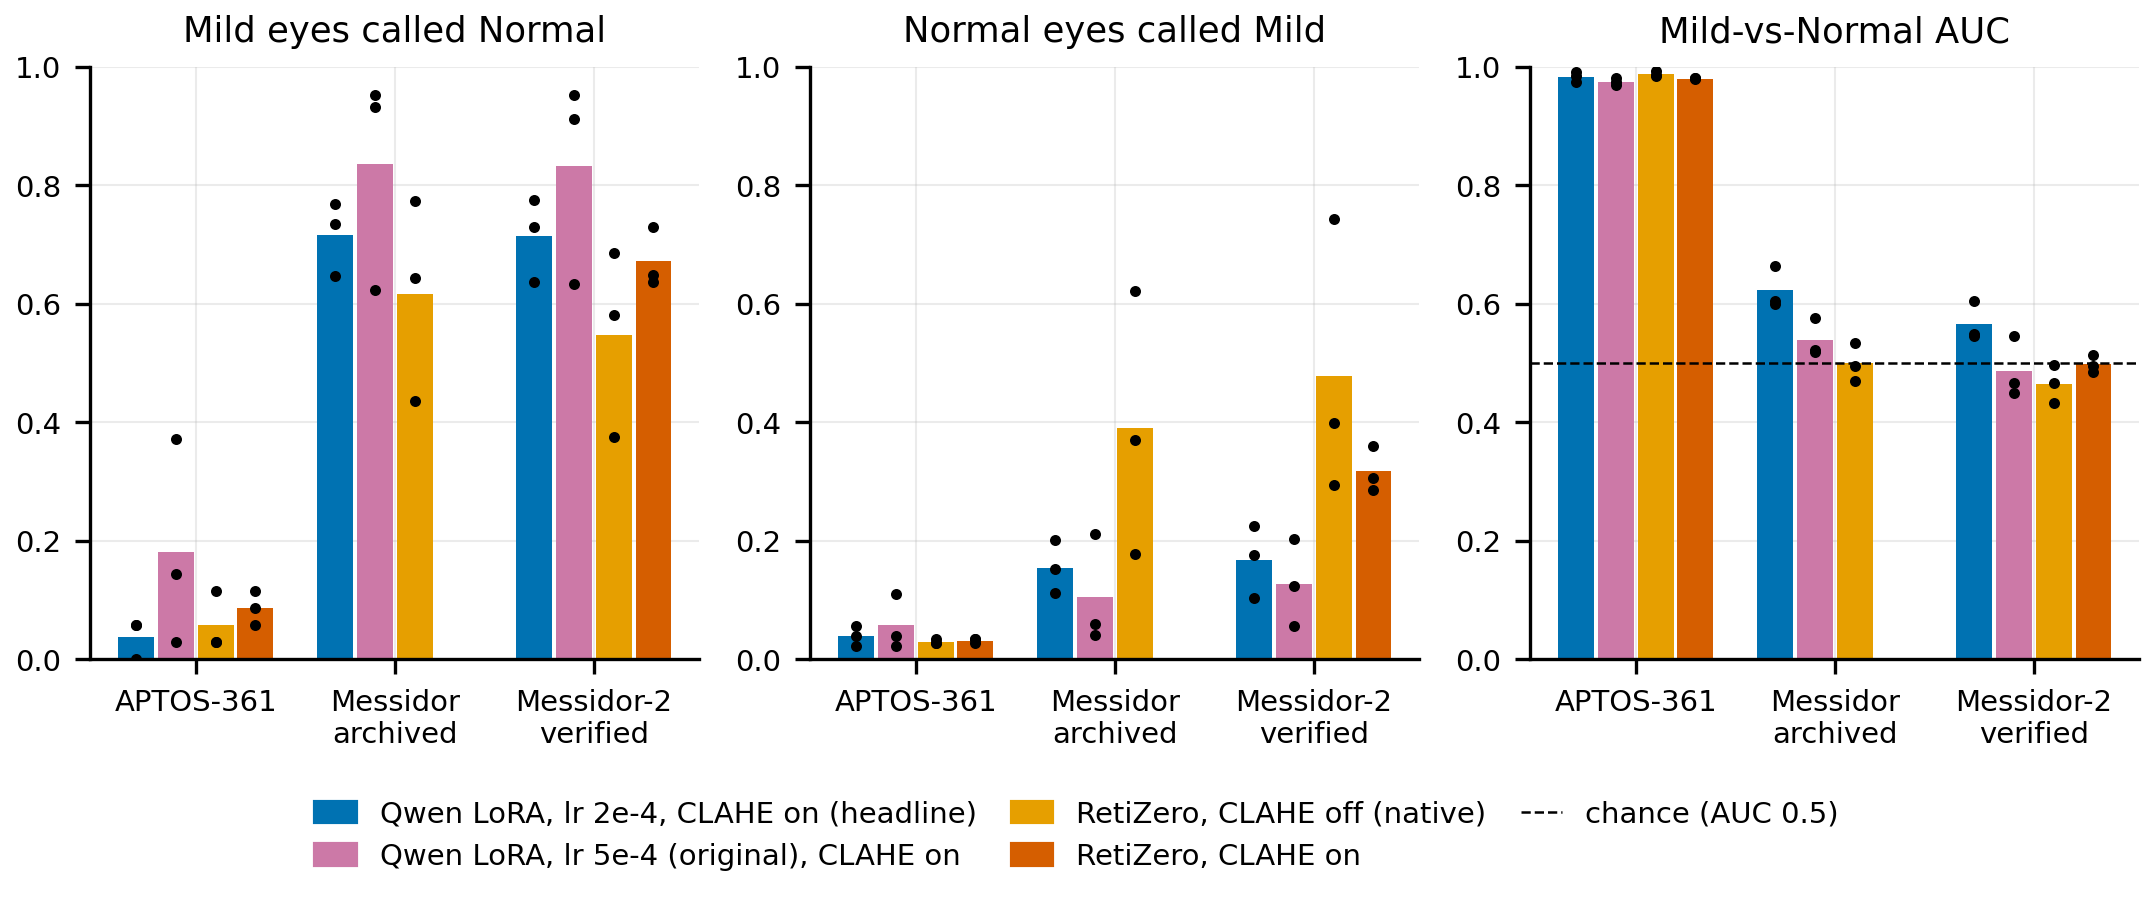 Mild eyes called Normal
1.0
0.8
0.6
0.4
0.2
0.0
APTOS-361
Messidor
archived
Messidor-2
verified
Normal eyes called Mild
1.0
0.8
0.6
0.4
0.2
0.0
APTOS-361
Messidor
archived
Messidor-2
verified
Mild-vs-Normal AUC
1.0
0.8
0.6
0.4
0.2
0.0
APTOS-361
Messidor
archived
Messidor-2
verified
Qwen LoRA, lr 2e-4, CLAHE on (headline)
Qwen LoRA, lr 5e-4 (original), CLAHE on
RetiZero, CLAHE off (native)
RetiZero, CLAHE on
chance (AUC 0.5)